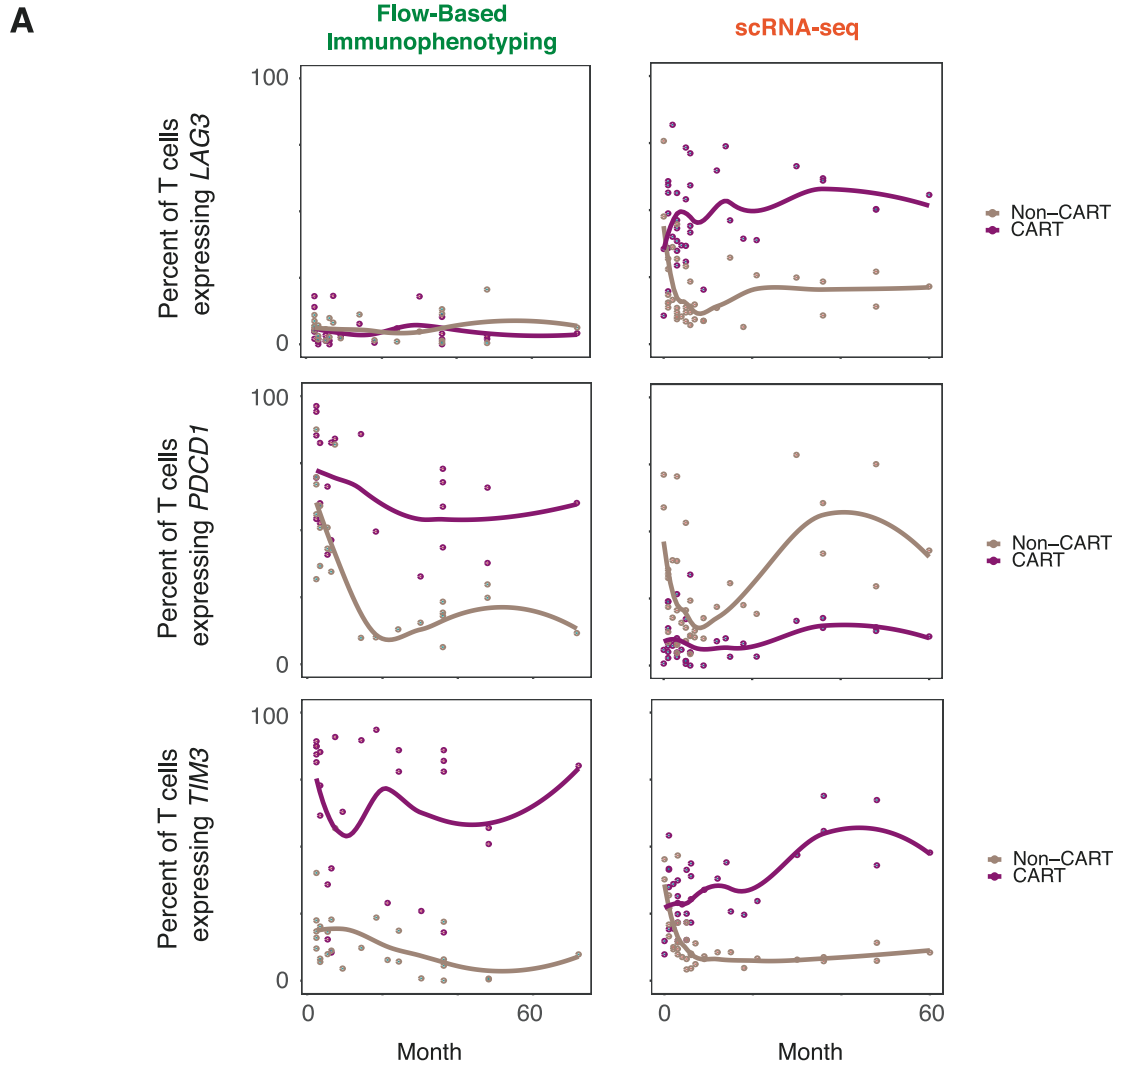 A
Flow-Based
Immunophenotyping
scRNA-seq
Percent of T cells
expressing LAG3
100
0
Non–CART
CART
Percent of T cells
expressing PDCD1
100
0
Non–CART
CART
Percent of T cells
expressing TIM3
100
0
Non–CART
CART
0
60
0
60
Month
Month